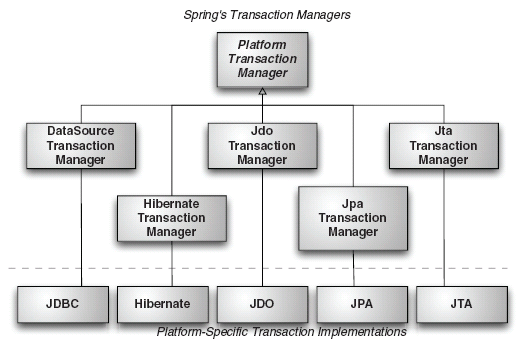 Spring's Transaction Managers
Platform
Transaction
Manager
DataSource
Transaction
Manager
Jdo
Transaction
Manager
Jta
Transaction
Manager
Hibernate
Transaction
Manager
Jpa
Transaction
Manager
JDBC
Hibernate
JDO
JPA
JTA
Platform-Specific Transaction Implementations